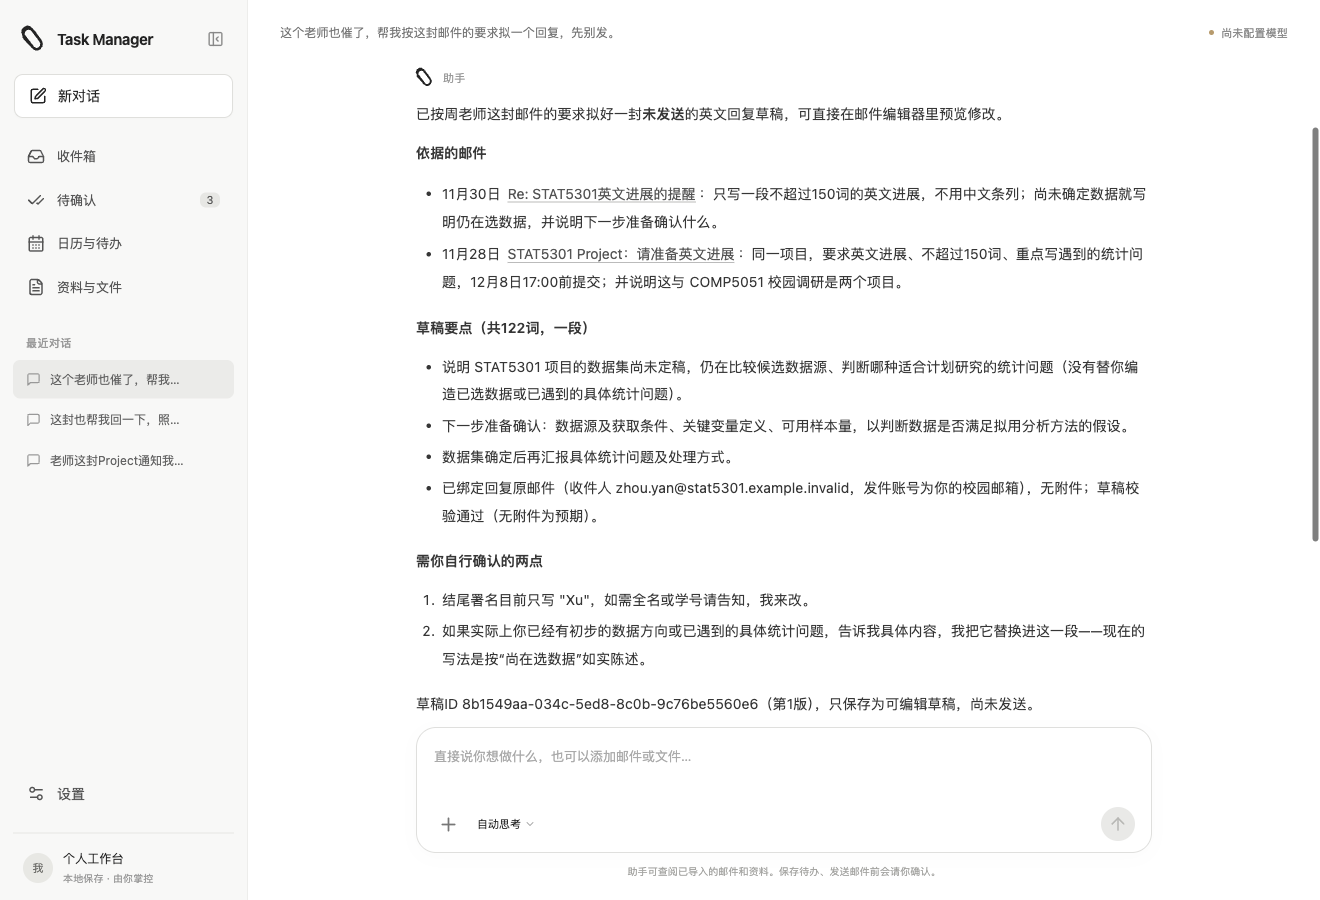 Task Manager
新对话
收件箱
待确认
3
日历与待办
资料与文件
最近对话
这个老师也催了，帮我...
这封也帮我回一下，照...
老师这封Project通知我...
设置
我
个人工作台
本地保存 · 由你掌控
这个老师也催了，帮我按这封邮件的要求拟一个回复，先别发。
尚未配置模型
助手
已按周老师这封邮件的要求拟好一封未发送的英文回复草稿，可直接在邮件编辑器里预览修改。
依据的邮件
• 11月30日 Re: STAT5301英文进展的提醒： 只写一段不超过150词的英文进展，不用中文条列；尚未确定数据就写
明仍在选数据，并说明下一步准备确认什么。
• 11月28日 STAT5301 Project：请准备英文进展： 同一项目，要求英文进展、不超过150词、重点写遇到的统计问
题，12月8日17:00前提交；并说明这与 COMP5051 校园调研是两个项目。
草稿要点（共122词，一段）
• 说明 STAT5301 项目的数据集尚未定稿，仍在比较候选数据源、判断哪种适合计划研究的统计问题（没有替你编
造已选数据或已遇到的具体统计问题）。
• 下一步准备确认：数据源及获取条件、关键变量定义、可用样本量，以判断数据是否满足拟用分析方法的假设。
• 数据集确定后再汇报具体统计问题及处理方式。
• 已绑定回复原邮件（收件人 zhou.yan@stat5301.example.invalid，发件账号为你的校园邮箱），无附件；草稿校
验通过（无附件为预期）。
需你自行确认的两点
1. 结尾署名目前只写 "Xu"，如需全名或学号请告知，我来改。
2. 如果实际上你已经有初步的数据方向或已遇到的具体统计问题，告诉我具体内容，我把它替换进这一段——现在的
写法是按“尚在选数据”如实陈述。
草稿ID 8b1549aa-034c-5ed8-8c0b-9c76be5560e6（第1版），只保存为可编辑草稿，尚未发送。
直接说你想做什么，也可以添加邮件或文件...
自动思考
助手可查阅已导入的邮件和资料。保存待办、发送邮件前会请你确认。